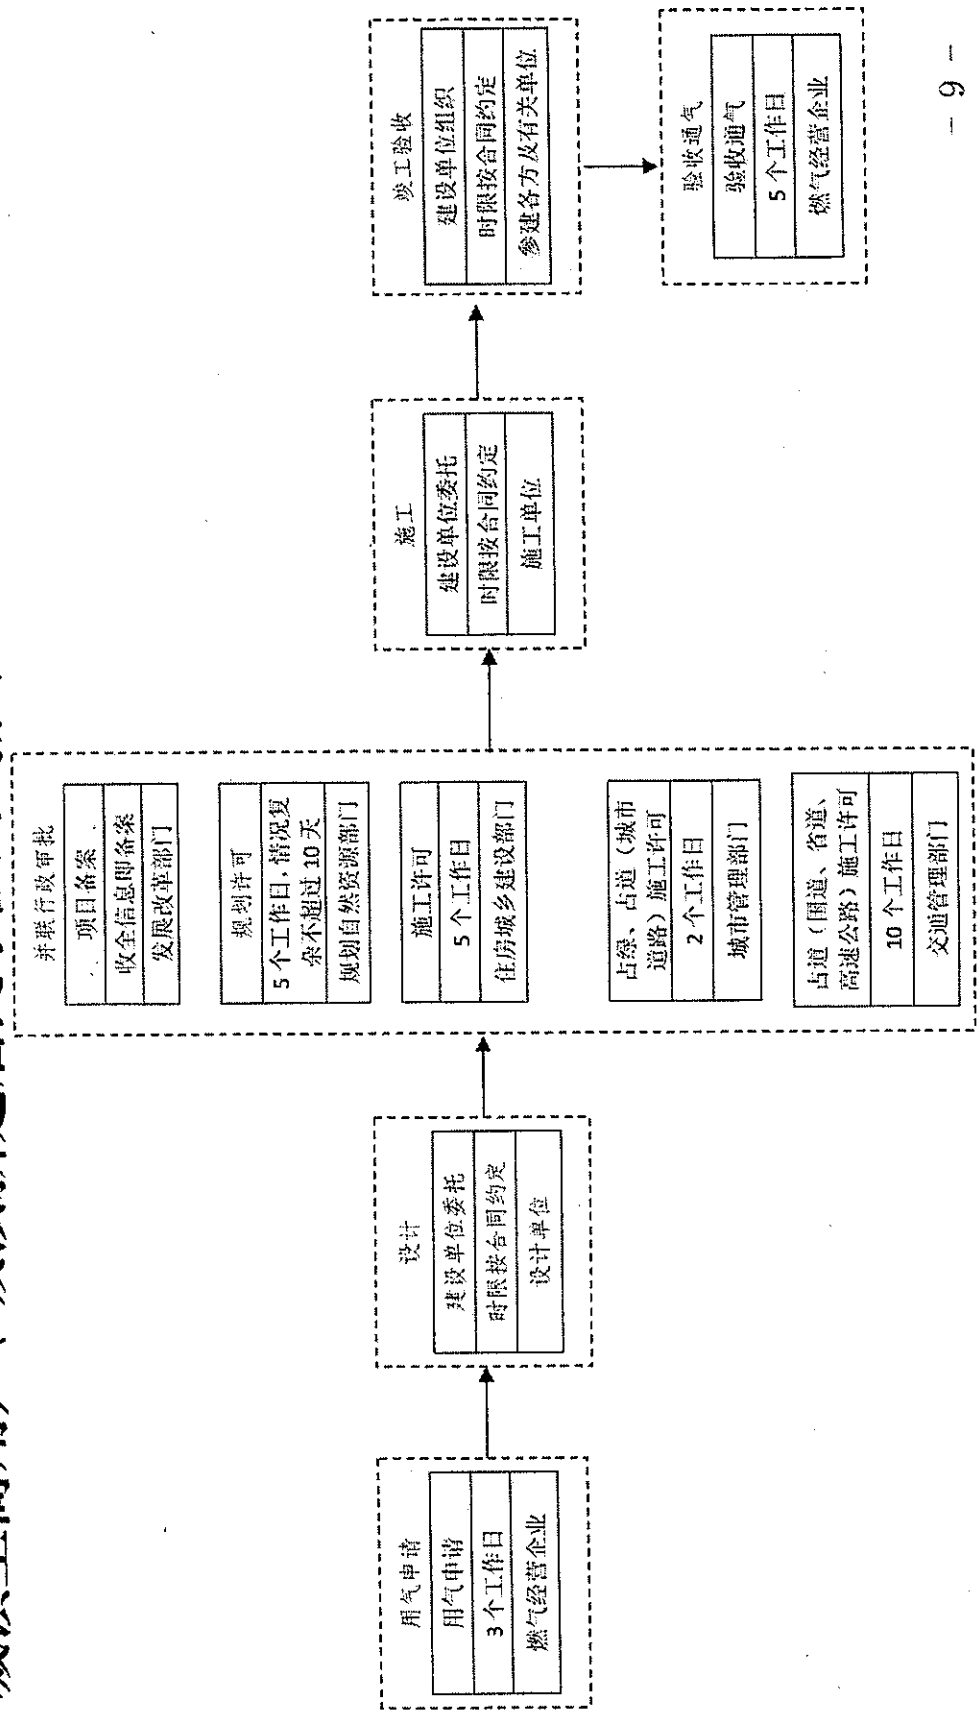 用气申请
用气申请
3 个工作日
燃气经营企业
设计
建设单位委托
时限按合同约定
设计单位
并联行政审批
项目备案
收全信息即备案
发展改革部门
规划许可
5 个工作日，情况复
杂不超过 10 天
规划自然资源部门
施工许可
5 个工作日
住房城乡建设部门
占绿、占道（城市
道路）施工许可
2 个工作日
城市管理部门
占道（国道、省道、
高速公路）施工许可
10 个工作日
交通管理部门
施工
建设单位委托
时限按合同约定
施工单位
竣工验收
建设单位组织
时限按合同约定
参建各方及有关单位
验收通气
验收通气
5 个工作日
燃气经营企业
- 9 -